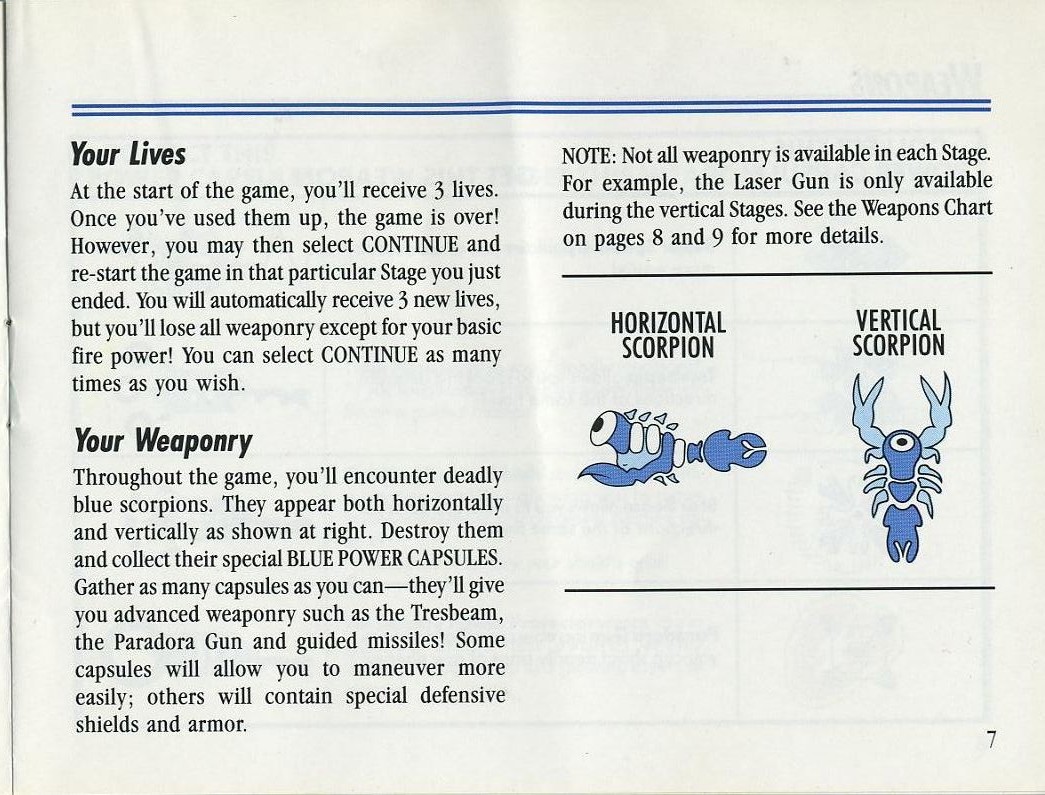 Your Lives
At the start of the game, you'll receive 3 lives.
Once you've used them up, the game is over!
However, you may then select CONTINUE and
re-start the game in that particular Stage you just
ended. You will automatically receive 3 new lives,
but you'll lose all weaponry except for your basic
fire power! You can select CONTINUE as many
times as you wish.
Your Weaponry
Throughout the game, you'll encounter deadly
blue scorpions. They appear both horizontally
and vertically as shown at right. Destroy them
and collect their special BLUE POWER CAPSULES.
Gather as many capsules as you can—they'll give
you advanced weaponry such as the Tresbeam,
the Paradora Gun and guided missiles! Some
capsules will allow you to maneuver more
easily; others will contain special defensive
shields and armor.
NOTE: Not all weaponry is available in each Stage.
For example, the Laser Gun is only available
during the vertical Stages. See the Weapons Chart
on pages 8 and 9 for more details.
HORIZONTAL
SCORPION
VERTICAL
SCORPION
7